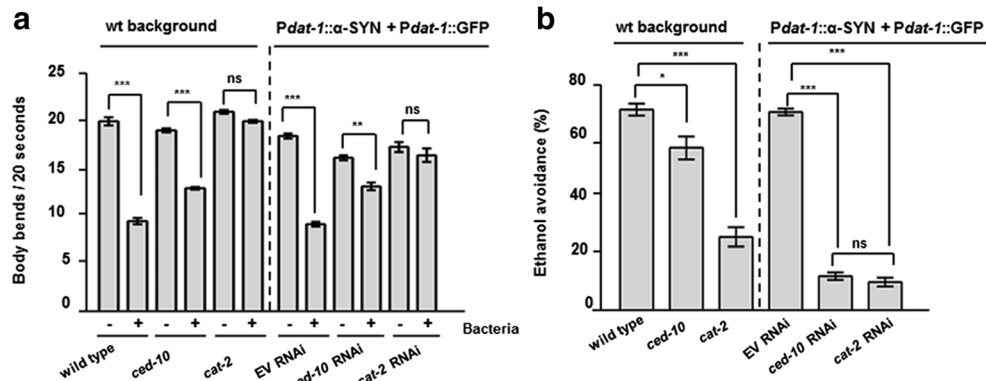 a
wt background
Pdat-1::α-SYN + Pdat-1::GFP
Body bends / 20 seconds
25
20
15
10
5
0
***
***
ns
***
**
ns
- + - + - + - + - + - +
Bacteria
wild type
ced-10
cat-2
EV RNAi
ced-10 RNAi
cat-2 RNAi
b
wt background
Pdat-1::α-SYN + Pdat-1::GFP
Ethanol avoidance (%)
80
60
40
20
0
***
*
***
***
ns
wild type
ced-10
cat-2
EV RNAi
ced-10 RNAi
cat-2 RNAi